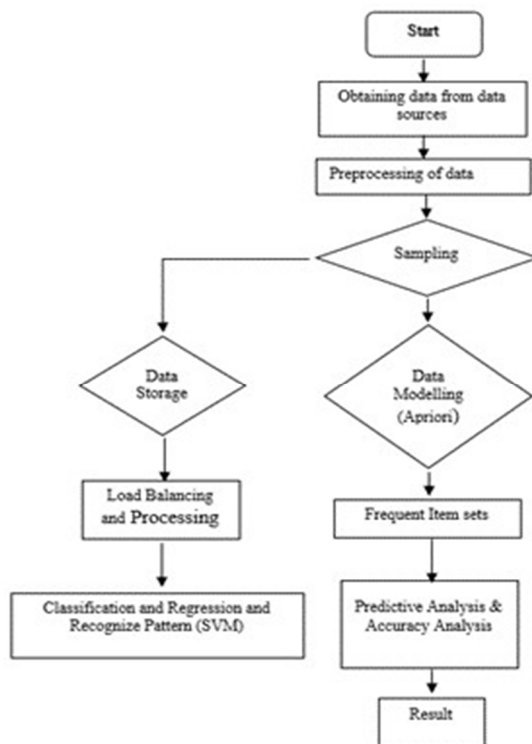 Start
Obtaining data from data
sources
Preprocessing of data
Sampling
Data
Storage
Data
Modelling
(Apriori)
Load Balancing
and Processing
Frequent Item sets
Classification and Regression and
Recognize Pattern (SVM)
Predictive Analysis &
Accuracy Analysis
Result